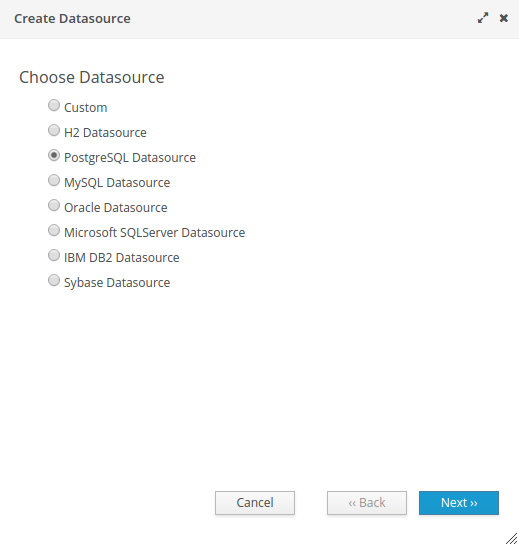 Create Datasource
Choose Datasource
Custom
H2 Datasource
PostgreSQL Datasource
MySQL Datasource
Oracle Datasource
Microsoft SQLServer Datasource
IBM DB2 Datasource
Sybase Datasource
Cancel ‹‹ Back Next ››